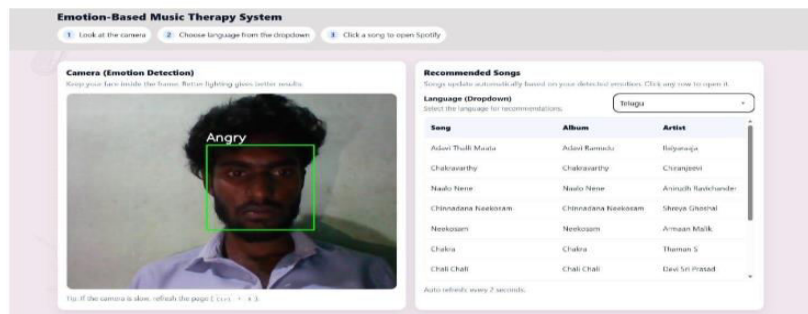 Emotion-Based Music Therapy System
1 Look at the camera 2 Choose language from the dropdown 3 Click a song to open Spotify
Camera (Emotion Detection)
Keep your face inside the frame. Better lighting gives better results.
Angry
Tip: If the camera is slow, refresh the page (
Recommended Songs
Songs update automatically based on your detected emotion. Click any row to open it.
Language (Dropdown)
Select the language for recommendations.
Telugu
Song Album Artist
Adavi Thalli Maata Adavi Ramudu
Chakravarthy Chakravarthy Chiranjeevi
Naalo Nene Naalo Nene Anirudh Ravichander
Chinnadana Neekosam Chinnadana Neekosam Shreya Ghoshal
Neekosam Neekosam Armaan Malik
Chakra Chakra Thaman S
Chali Chali Chali Chali Devi Sri Prasad
Auto refreshes every 2 seconds.